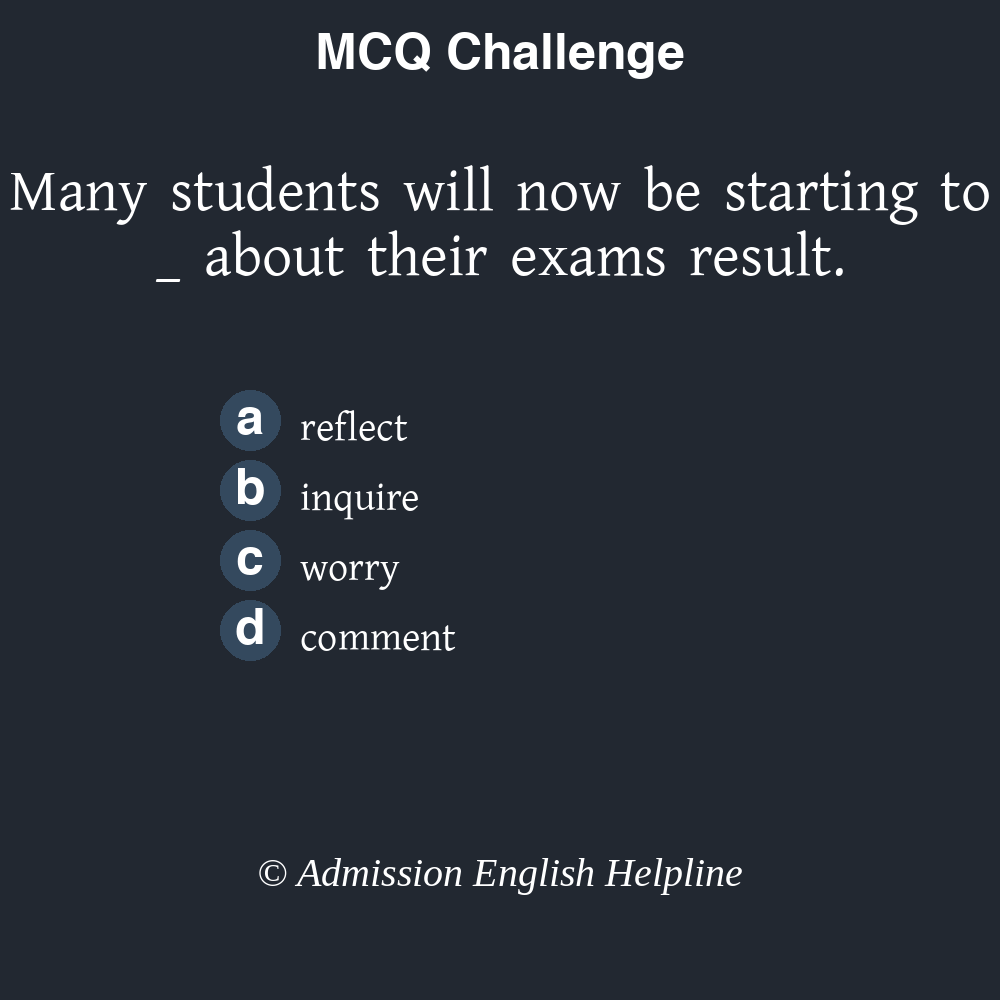 MCQ Challenge
Many students will now be starting to
_ about their exams result.
a reflect
b inquire
c worry
d comment
© Admission English Helpline